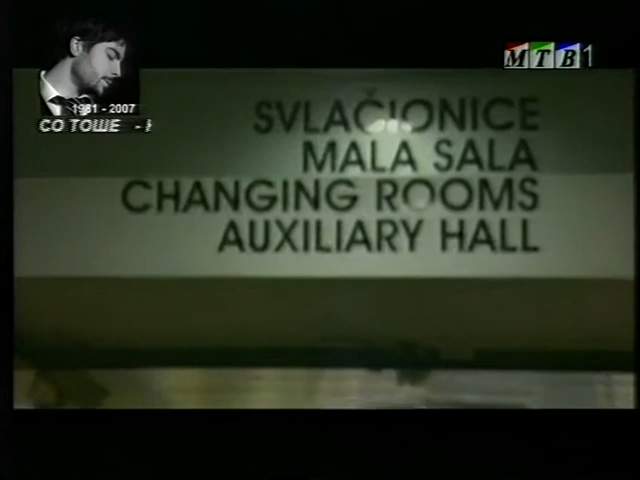 МТВ1
1981 - 2007
СО ТОШЕ -
SVLAČIONICE
MALA SALA
CHANGING ROOMS
AUXILIARY HALL